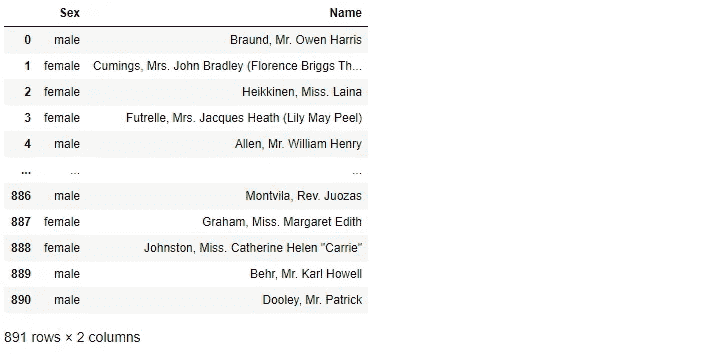 Sex Name
0 male Braund, Mr. Owen Harris
1 female Cumings, Mrs. John Bradley (Florence Briggs Th...
2 female Heikkinen, Miss. Laina
3 female Futrelle, Mrs. Jacques Heath (Lily May Peel)
4 male Allen, Mr. William Henry
... ... ...
886 male Montvila, Rev. Juozas
887 female Graham, Miss. Margaret Edith
888 female Johnston, Miss. Catherine Helen "Carrie"
889 male Behr, Mr. Karl Howell
890 male Dooley, Mr. Patrick
891 rows × 2 columns